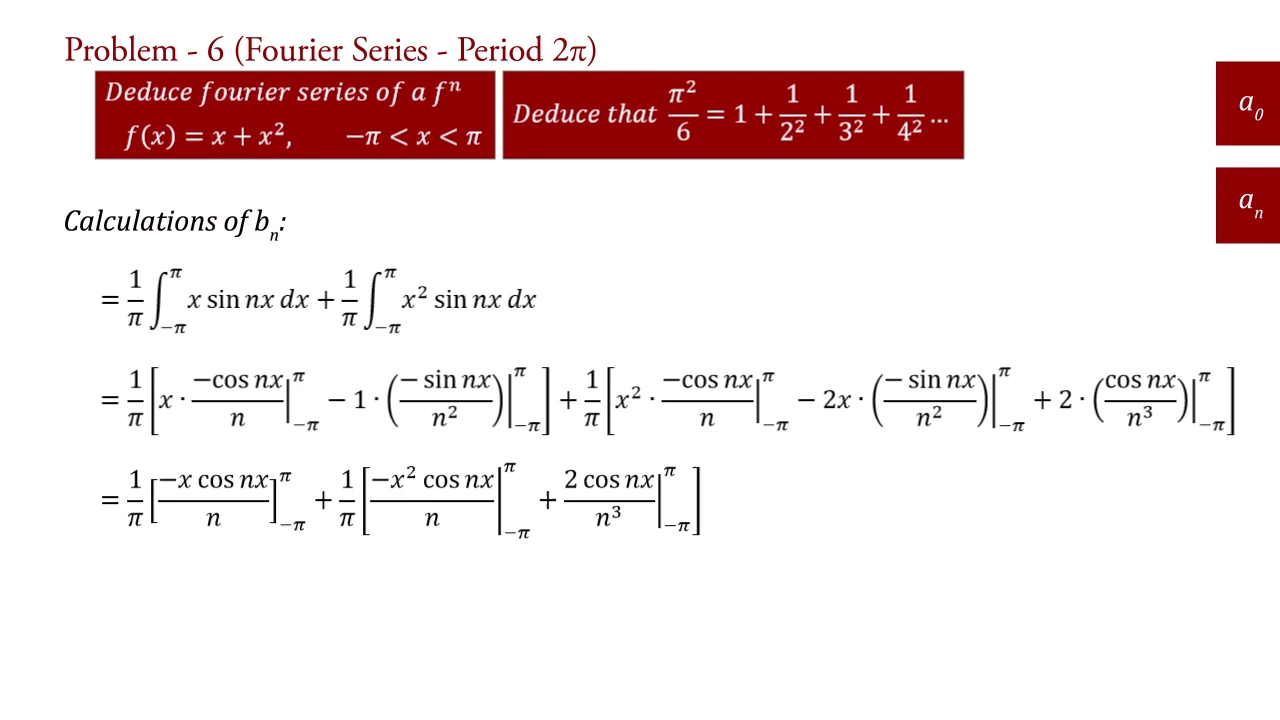 Problem - 6 (Fourier Series - Period 2π)
Deduce fourier series of a fⁿ
f(x) = x + x², −π < x < π
Deduce that π²/6 = 1 + 1/2² + 1/3² + 1/4² ...
a₀
aₙ
Calculations of bₙ:
= 1/π ∫_{−π}^{π} x sin nx dx + 1/π ∫_{−π}^{π} x² sin nx dx
= 1/π [x · (−cos nx)/n |_{−π}^{π} − 1 · ((− sin nx)/n²) |_{−π}^{π}] + 1/π [x² · (−cos nx)/n |_{−π}^{π} − 2x · ((− sin nx)/n²) |_{−π}^{π} + 2 · ((cos nx)/n³) |_{−π}^{π}]
= 1/π [(−x cos nx)/n]_{−π}^{π} + 1/π [(−x² cos nx)/n |_{−π}^{π} + (2 cos nx)/n³ |_{−π}^{π}]